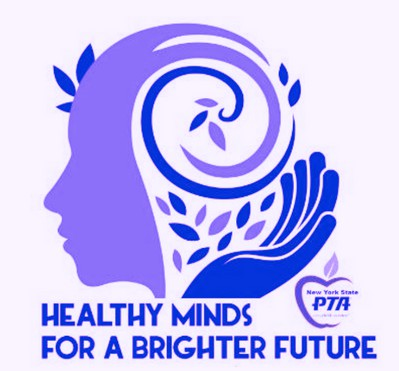 New York State
PTA
HEALTHY MINDS
FOR A BRIGHTER FUTURE